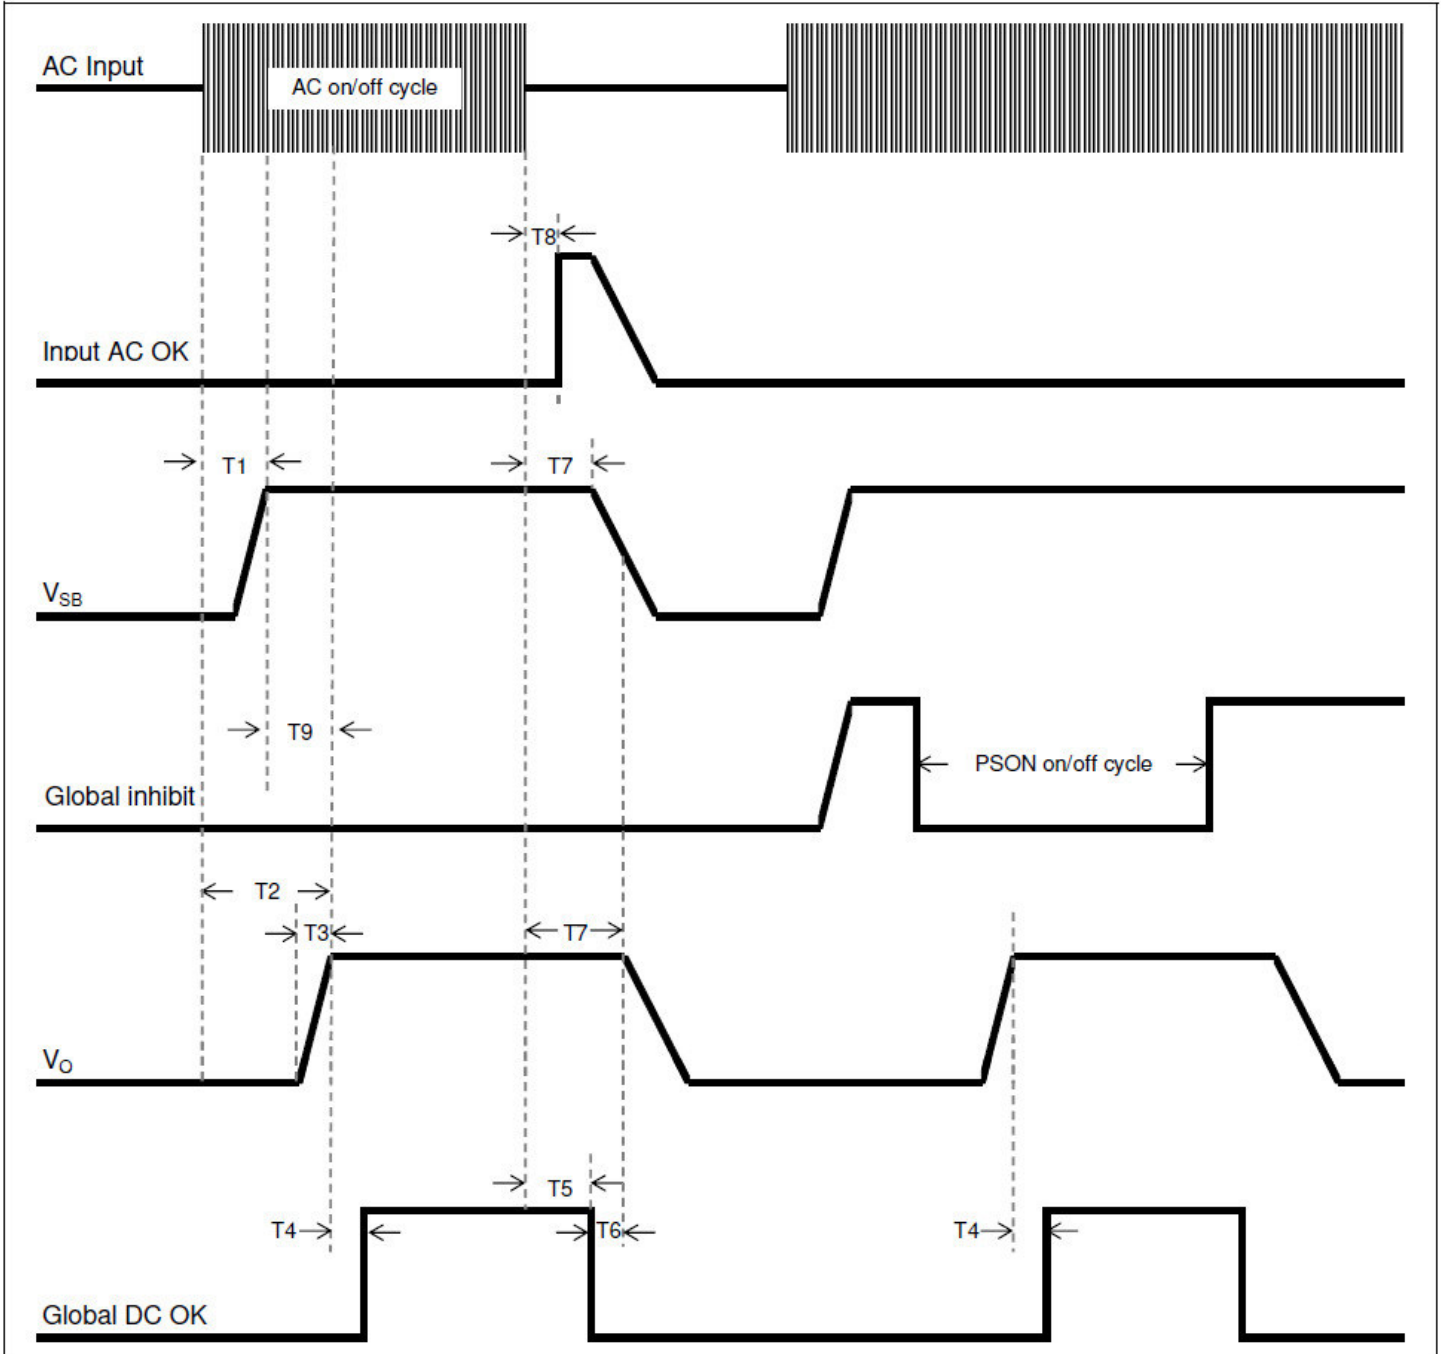 AC Input
AC on/off cycle
T8
Input AC OK
T1
T7
VSB
T9
PSON on/off cycle
Global inhibit
T2
T3
T7
VO
T5
T4
T6
T4
Global DC OK